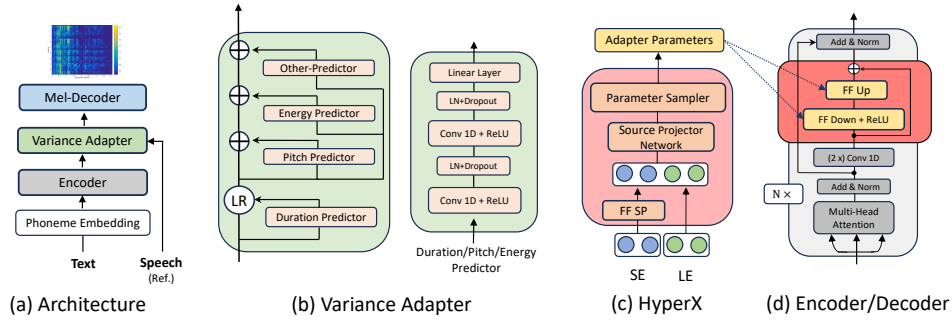 Mel-Decoder
Variance Adapter
Encoder
Phoneme Embedding
Text
Speech
(Ref.)
(a) Architecture
Other-Predictor
Energy Predictor
Pitch Predictor
LR
Duration Predictor
Linear Layer
LN+Dropout
Conv 1D + ReLU
LN+Dropout
Conv 1D + ReLU
Duration/Pitch/Energy
Predictor
(b) Variance Adapter
Adapter Parameters
Parameter Sampler
Source Projector
Network
FF SP
SE
LE
(c) HyperX
Add & Norm
FF Up
FF Down + ReLU
(2 x) Conv 1D
Add & Norm
N ×
Multi-Head
Attention
(d) Encoder/Decoder